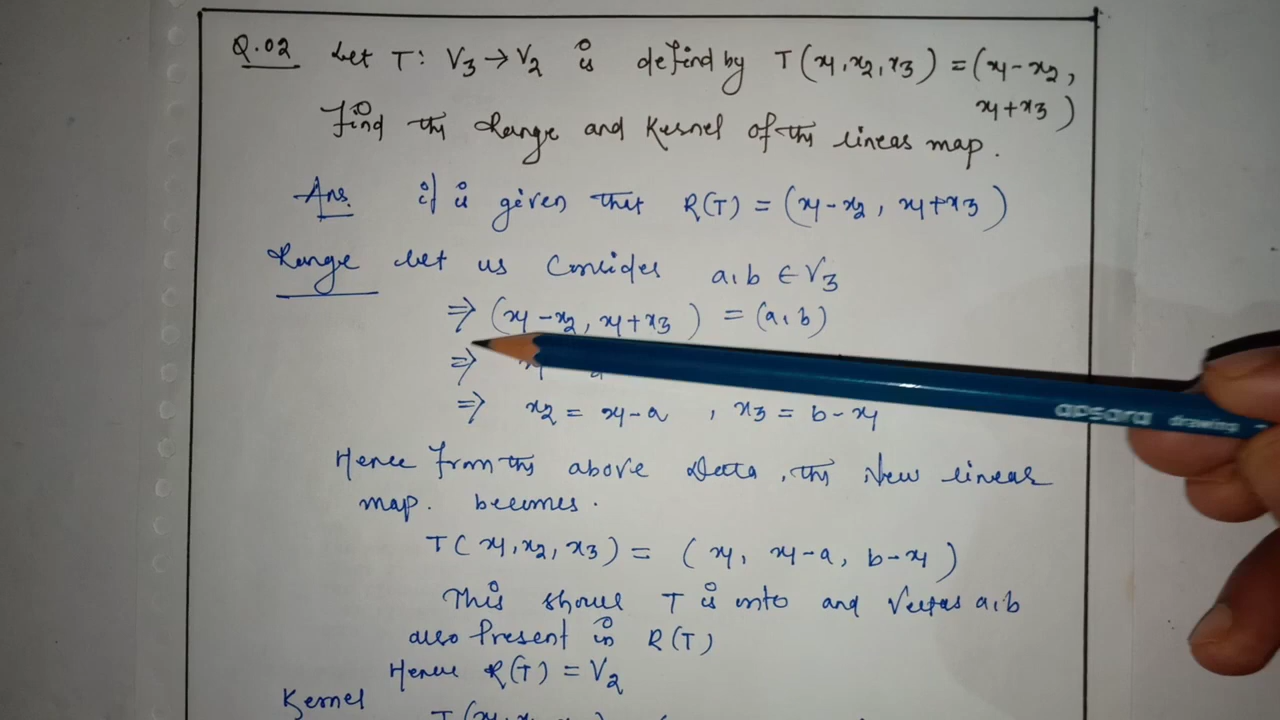 Q.02 Let T: V3 → V2 is defind by T(x1, x2, x3) = (x1 - x2,
x1 + x3)
Find the Range and Kernel of the linear map.
Ans. it is given that R(T) = (x1 - x2, x1 + x3)
Range Let us Consider a, b ∈ V3
⇒ (x1 - x2, x1 + x3) = (a, b)
⇒
⇒ x2 = x1 - a , x3 = b - x1
apsara drawing
Hence from the above Data, the New linear
map. becomes.
T(x1, x2, x3) = (x1, x1 - a, b - x1)
This shows T is into and Vectors a, b
also Present in R(T)
Hence R(T) = V2
Kernel